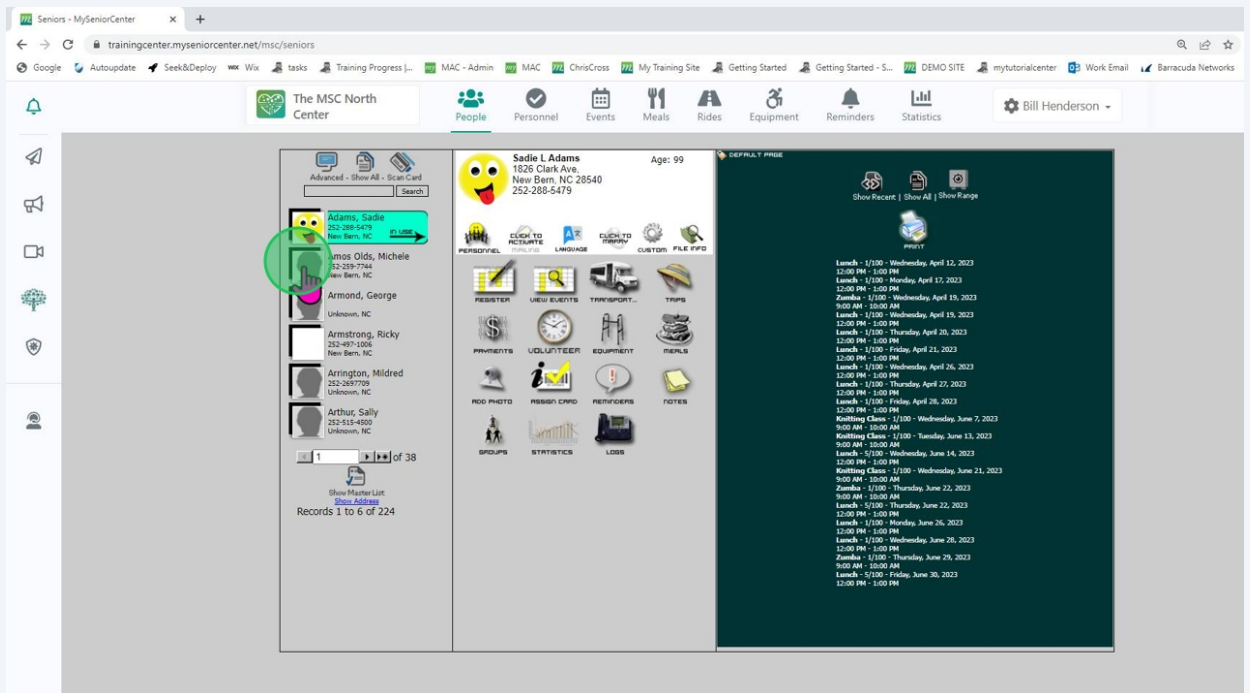 Seniors - MySeniorCenter
trainingcenter.myseniorcenter.net/msc/seniors
Google
Autoupdate
Seek&Deploy
Wix
tasks
Training Progress |...
MAC - Admin
MAC
ChrisCross
My Training Site
Getting Started
Getting Started - S...
DEMO SITE
mytutorialcenter
Work Email
Barracuda Networks
The MSC North
Center
People
Personnel
Events
Meals
Rides
Equipment
Reminders
Statistics
Bill Henderson
Advanced - Show All - Scan Card
Search
Adams, Sadie
252-288-5479
New Bern, NC
IN USE
Amos Olds, Michele
252-259-7744
New Bern, NC
Armond, George
Unknown, NC
Armstrong, Ricky
252-497-1006
New Bern, NC
Arrington, Mildred
252-2697709
Unknown, NC
Arthur, Sally
252-515-4500
Unknown, NC
1
of 38
Show Master List
Show Address
Records 1 to 6 of 224
Sadie L Adams
Age: 99
1826 Clark Ave.
New Bern, NC 28540
252-288-5479
PERSONNEL
CLICK TO
ACTIVATE
MAILING
LANGUAGE
CLICK TO
MARRY
CUSTOM
FILE INFO
REGISTER
VIEW EVENTS
TRANSPORT...
TRIPS
PAYMENTS
VOLUNTEER
EQUIPMENT
MEALS
ADD PHOTO
ASSIGN CARD
REMINDERS
NOTES
GROUPS
STATISTICS
LOGS
DEFAULT PAGE
Show Recent | Show All | Show Range
PRINT
Lunch - 1/100 - Wednesday, April 12, 2023
12:00 PM - 1:00 PM
Lunch - 1/100 - Monday, April 17, 2023
12:00 PM - 1:00 PM
Zumba - 1/100 - Wednesday, April 19, 2023
9:00 AM - 10:00 AM
Lunch - 1/100 - Wednesday, April 19, 2023
12:00 PM - 1:00 PM
Lunch - 1/100 - Thursday, April 20, 2023
12:00 PM - 1:00 PM
Lunch - 1/100 - Friday, April 21, 2023
12:00 PM - 1:00 PM
Lunch - 1/100 - Wednesday, April 26, 2023
12:00 PM - 1:00 PM
Lunch - 1/100 - Thursday, April 27, 2023
12:00 PM - 1:00 PM
Lunch - 1/100 - Friday, April 28, 2023
12:00 PM - 1:00 PM
Knitting Class - 1/100 - Wednesday, June 7, 2023
9:00 AM - 10:00 AM
Knitting Class - 1/100 - Tuesday, June 13, 2023
9:00 AM - 10:00 AM
Lunch - 5/100 - Wednesday, June 14, 2023
12:00 PM - 1:00 PM
Knitting Class - 1/100 - Wednesday, June 21, 2023
9:00 AM - 10:00 AM
Zumba - 1/100 - Thursday, June 22, 2023
9:00 AM - 10:00 AM
Lunch - 5/100 - Thursday, June 22, 2023
12:00 PM - 1:00 PM
Lunch - 1/100 - Monday, June 26, 2023
12:00 PM - 1:00 PM
Lunch - 1/100 - Wednesday, June 28, 2023
12:00 PM - 1:00 PM
Zumba - 1/100 - Thursday, June 29, 2023
9:00 AM - 10:00 AM
Lunch - 5/100 - Friday, June 30, 2023
12:00 PM - 1:00 PM